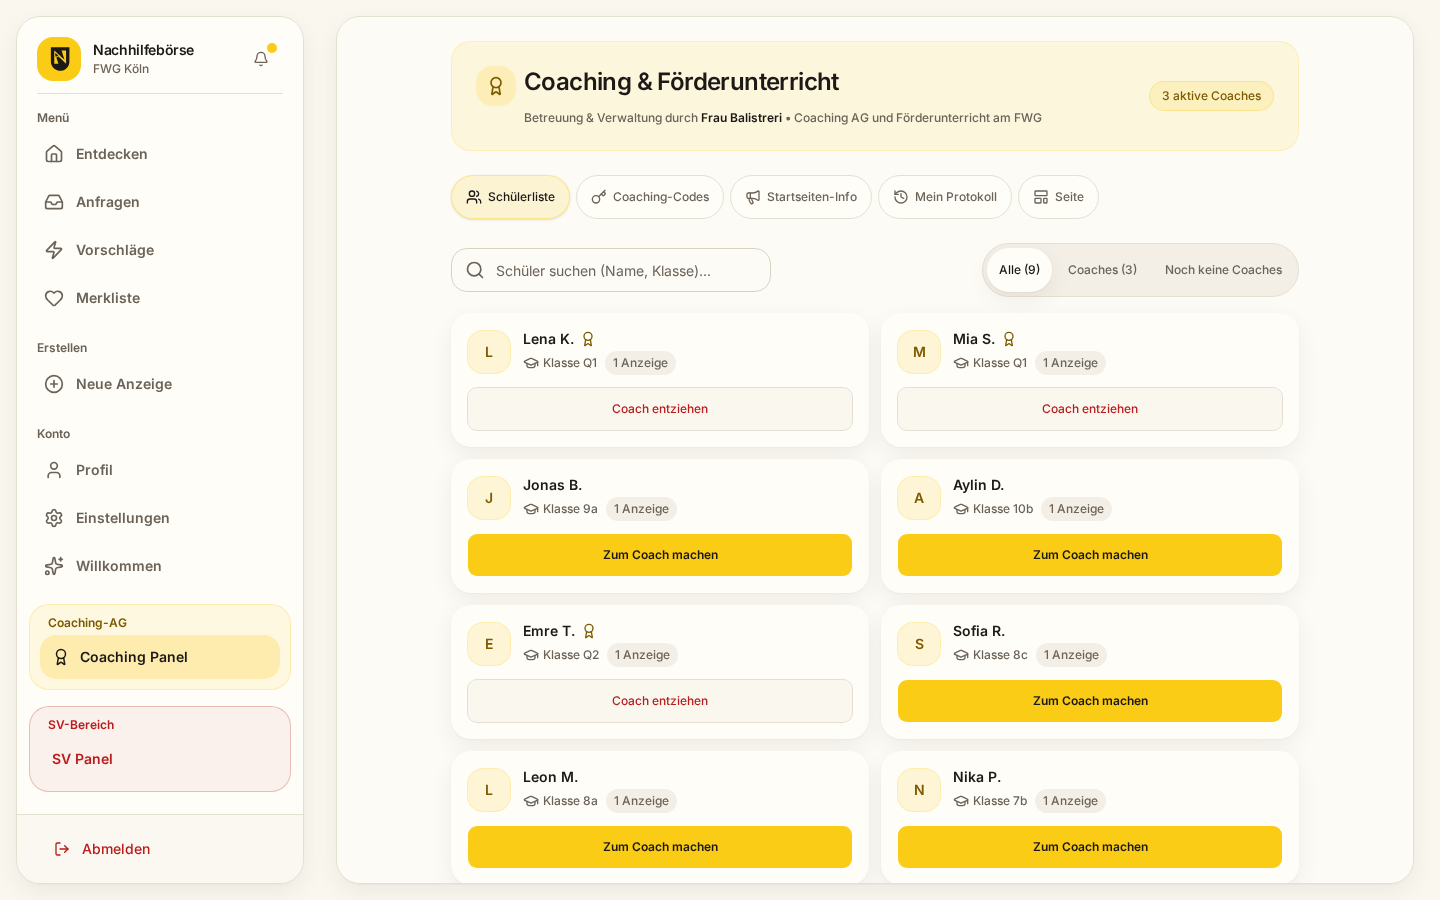 Nachhilfebörse
FWG Köln
Menü
Entdecken
Anfragen
Vorschläge
Merkliste
Erstellen
Neue Anzeige
Konto
Profil
Einstellungen
Willkommen
Coaching-AG
Coaching Panel
SV-Bereich
SV Panel
Abmelden
Coaching & Förderunterricht
Betreuung & Verwaltung durch Frau Balistreri • Coaching AG und Förderunterricht am FWG
3 aktive Coaches
Schülerliste
Coaching-Codes
Startseiten-Info
Mein Protokoll
Seite
Schüler suchen (Name, Klasse)...
Alle (9)
Coaches (3)
Noch keine Coaches
L
Lena K.
Klasse Q1
1 Anzeige
Coach entziehen
M
Mia S.
Klasse Q1
1 Anzeige
Coach entziehen
J
Jonas B.
Klasse 9a
1 Anzeige
Zum Coach machen
A
Aylin D.
Klasse 10b
1 Anzeige
Zum Coach machen
E
Emre T.
Klasse Q2
1 Anzeige
Coach entziehen
S
Sofia R.
Klasse 8c
1 Anzeige
Zum Coach machen
L
Leon M.
Klasse 8a
1 Anzeige
Zum Coach machen
N
Nika P.
Klasse 7b
1 Anzeige
Zum Coach machen